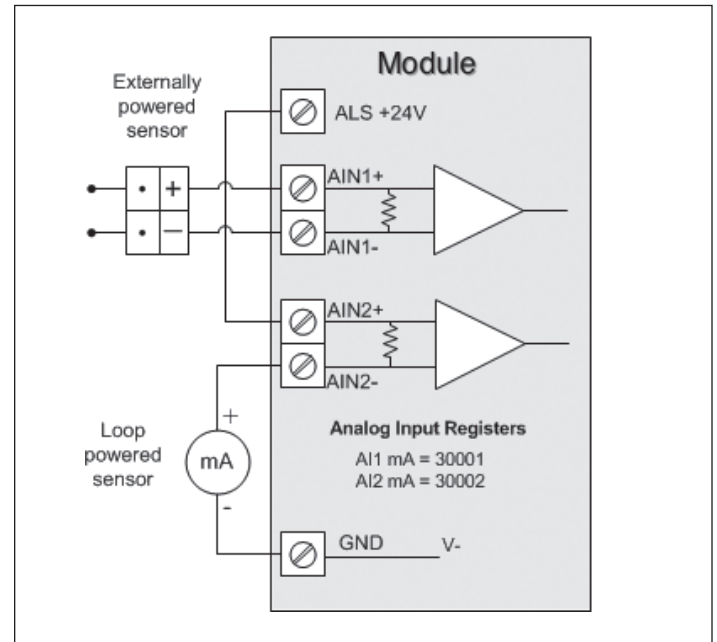 Module
Externally
powered
sensor
ALS +24V
AIN1+
+
–
AIN1-
AIN2+
AIN2-
Loop
powered
sensor
+
mA
-
Analog Input Registers
AI1 mA = 30001
AI2 mA = 30002
GND
V-